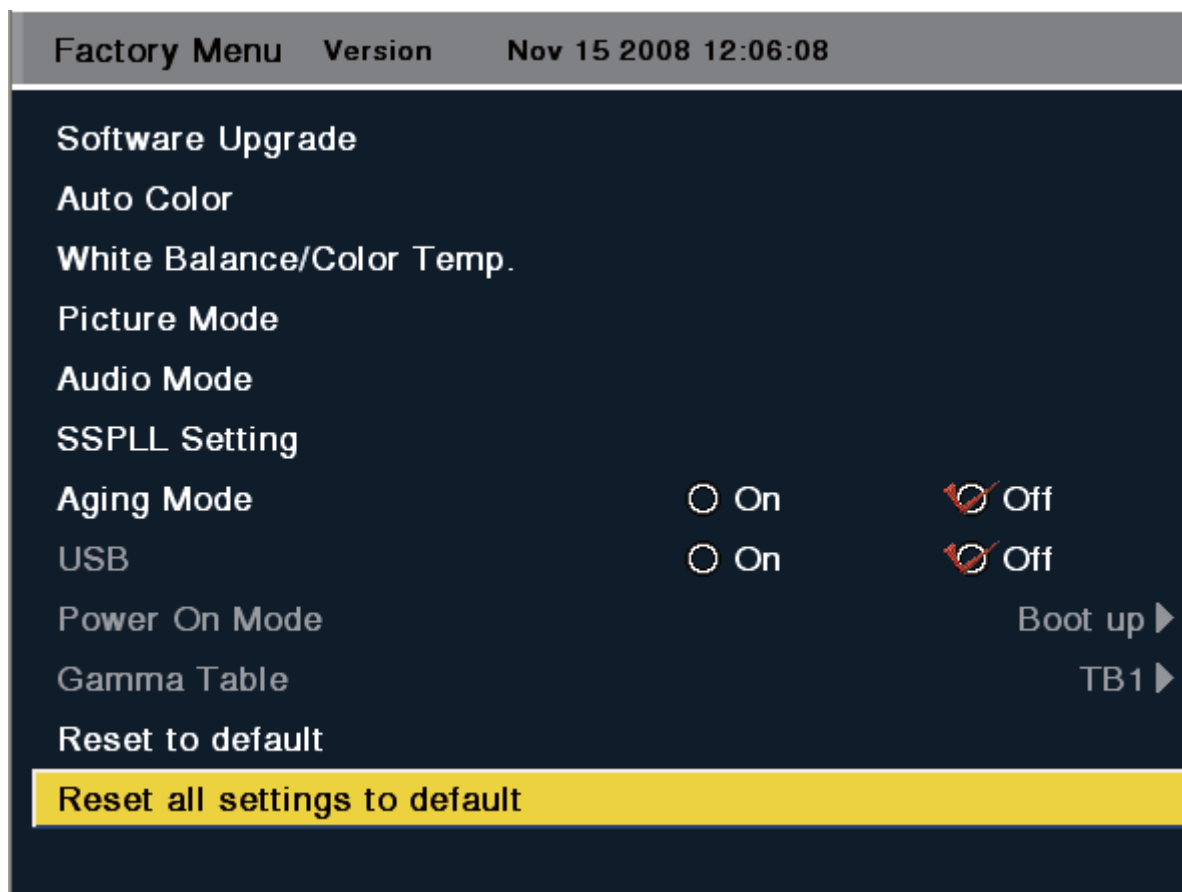 Factory Menu Version Nov 15 2008 12:06:08
Software Upgrade
Auto Color
White Balance/Color Temp.
Picture Mode
Audio Mode
SSPLL Setting
Aging Mode On Off
USB On Off
Power On Mode Boot up
Gamma Table TB1
Reset to default
Reset all settings to default